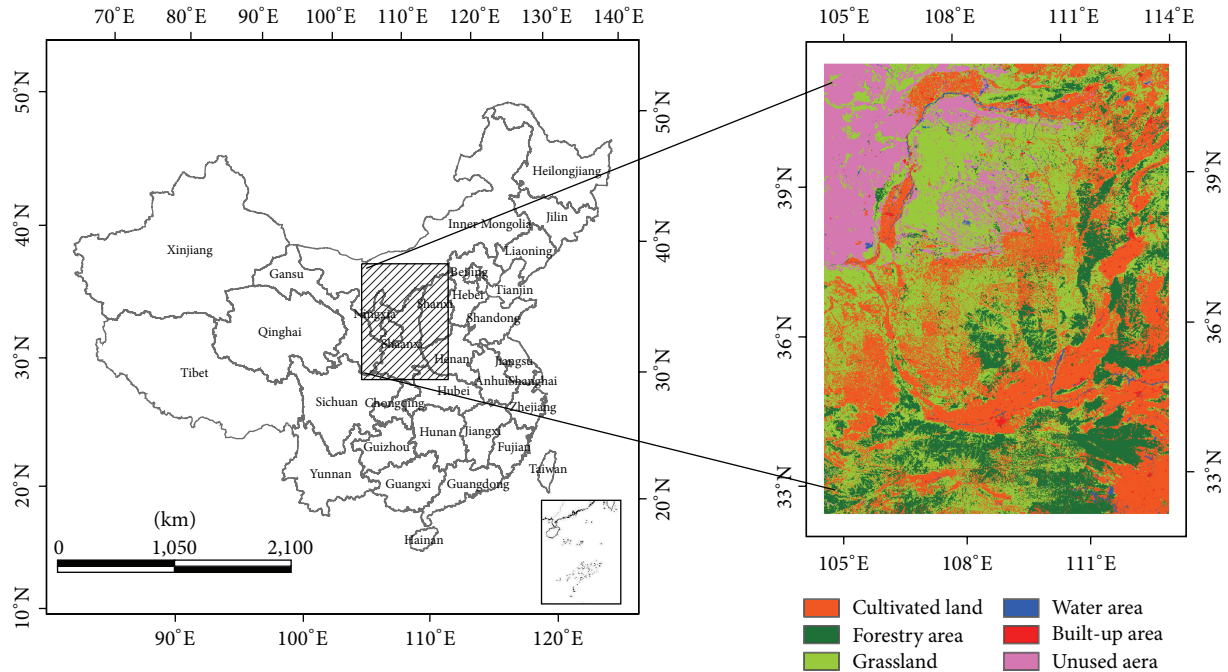 70°E 80°E 90°E 100°E 110°E 120°E 130°E 140°E
50°N
40°N
30°N
20°N
10°N
50°N
40°N
30°N
20°N
Heilongjiang
Jilin
Inner Mongolia
Liaoning
Xinjiang
Gansu
Beijing
Tianjin
Hebei
Shanxi
Ningxia
Shandong
Qinghai
Shaanxi
Henan
Jiangsu
Tibet
Anhui
Shanghai
Hubei
Sichuan
Chongqing
Zhejiang
Hunan
Jiangxi
Guizhou
Fujian
Yunnan
Taiwan
Guangxi
Guangdong
Hainan
(km)
0 1,050 2,100
90°E 100°E 110°E 120°E
105°E 108°E 111°E 114°E
39°N
36°N
33°N
39°N
36°N
33°N
105°E 108°E 111°E
Cultivated land
Forestry area
Grassland
Water area
Built-up area
Unused aera